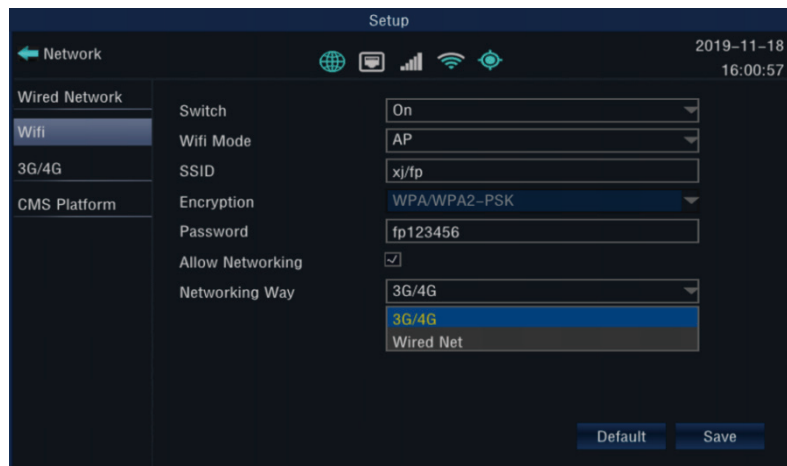 Setup
Network
2019-11-18
16:00:57
Wired Network
Wifi
3G/4G
CMS Platform
Switch On
Wifi Mode AP
SSID xj/fp
Encryption WPA/WPA2-PSK
Password fp123456
Allow Networking
Networking Way 3G/4G
3G/4G
Wired Net
Default Save